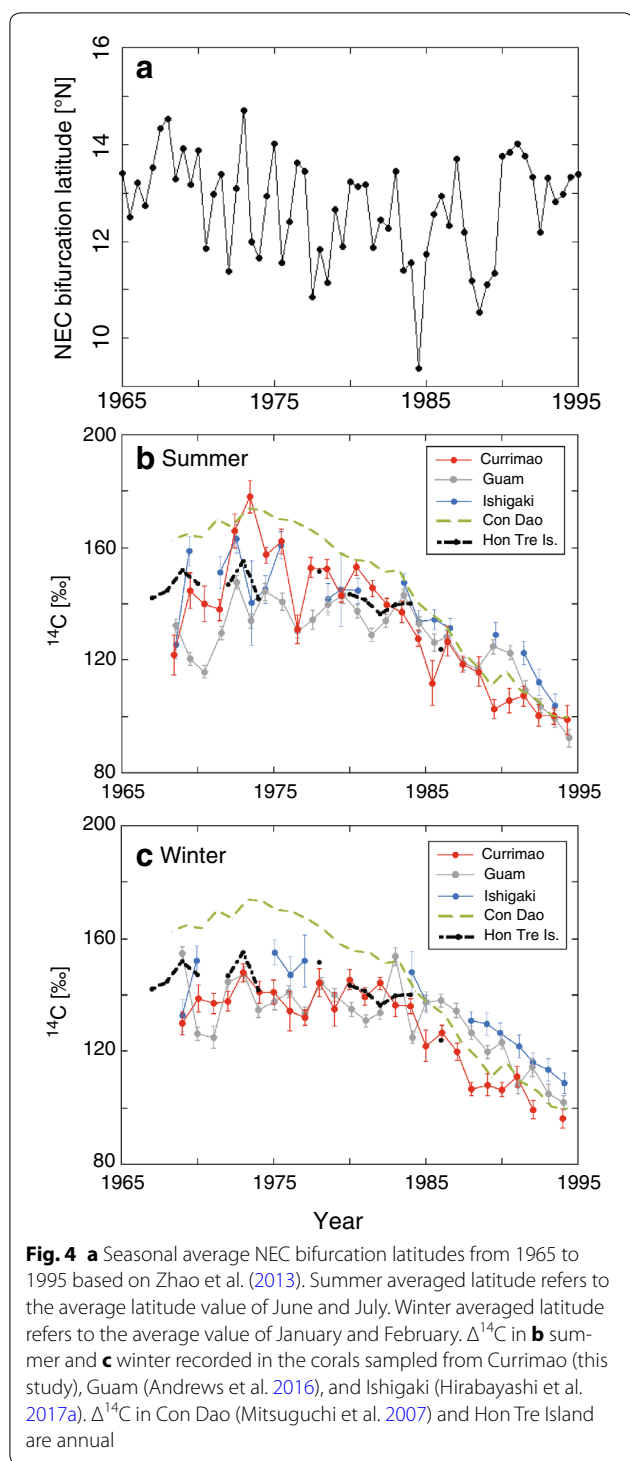 16
a
14
12
10
NEC bifurcation latitude [°N]
1965
1975
1985
1995
200
b Summer
Currimao
Guam
Ishigaki
Con Dao
Hon Tre Is.
160
120
80
¹⁴C [‰]
1965
1975
1985
1995
200
c Winter
Currimao
Guam
Ishigaki
Con Dao
Hon Tre Is.
160
120
80
¹⁴C [‰]
1965
1975
1985
1995
Year
Fig. 4 a Seasonal average NEC bifurcation latitudes from 1965 to
1995 based on Zhao et al. (2013). Summer averaged latitude refers to
the average latitude value of June and July. Winter averaged latitude
refers to the average value of January and February. Δ¹⁴C in b sum-
mer and c winter recorded in the corals sampled from Currimao (this
study), Guam (Andrews et al. 2016), and Ishigaki (Hirabayashi et al.
2017a). Δ¹⁴C in Con Dao (Mitsuguchi et al. 2007) and Hon Tre Island
are annual